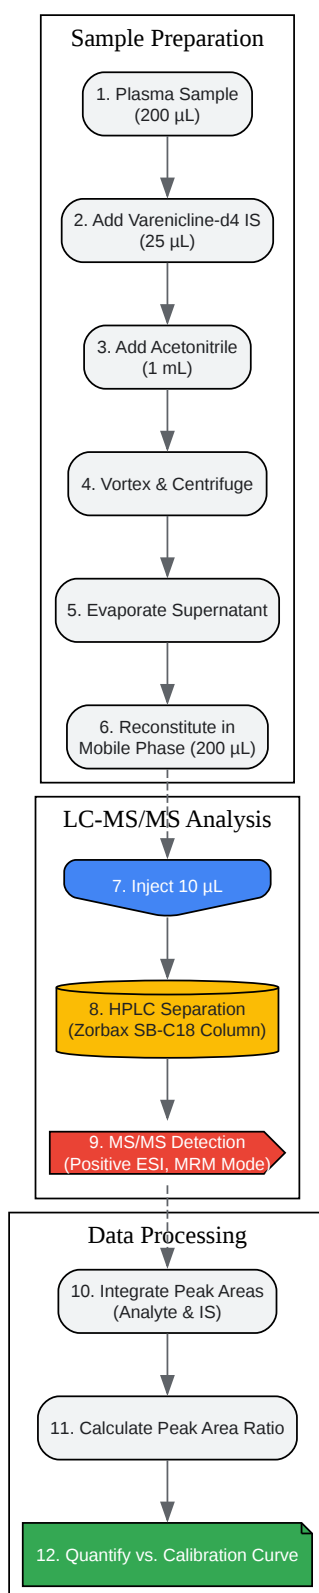 Sample Preparation
1. Plasma Sample
(200 µL)
2. Add Varenicline-d4 IS
(25 µL)
3. Add Acetonitrile
(1 mL)
4. Vortex & Centrifuge
5. Evaporate Supernatant
6. Reconstitute in
Mobile Phase (200 µL)
LC-MS/MS Analysis
7. Inject 10 µL
8. HPLC Separation
(Zorbax SB-C18 Column)
9. MS/MS Detection
(Positive ESI, MRM Mode)
Data Processing
10. Integrate Peak Areas
(Analyte & IS)
11. Calculate Peak Area Ratio
12. Quantify vs. Calibration Curve